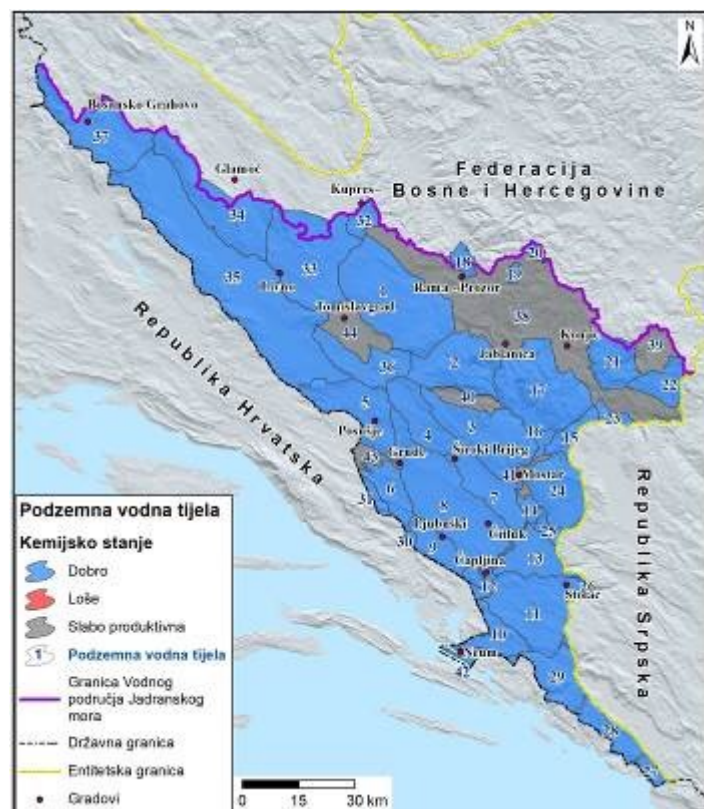 N
Bosansko Grahovo
37
Glamoč
Federacija
Bosne i Hercegovine
Kupres
34
32
20
18
19
33
35
Livno
1
Rama - Prozor
Tomislavgrad
38
44
Konjic
39
Jablanica
21
36
2
22
17
40
5
23
3
Posušje
4
16
15
Široki Brijeg
Grude
43
41
Mostar
6
24
31
8
7
14
Ljubuški
Čitluk
25
30
9
13
Čapljina
12
26
Stolac
11
10
Neum
42
29
28
27
Republika Hrvatska
Republika Srpska
Podzemna vodna tijela
Kemijsko stanje
Dobro
Loše
Slabo produktivna
1 Podzemna vodna tijela
Granica Vodnog
područja Jadranskog
mora
Državna granica
Entitetska granica
Gradovi
0 15 30 km